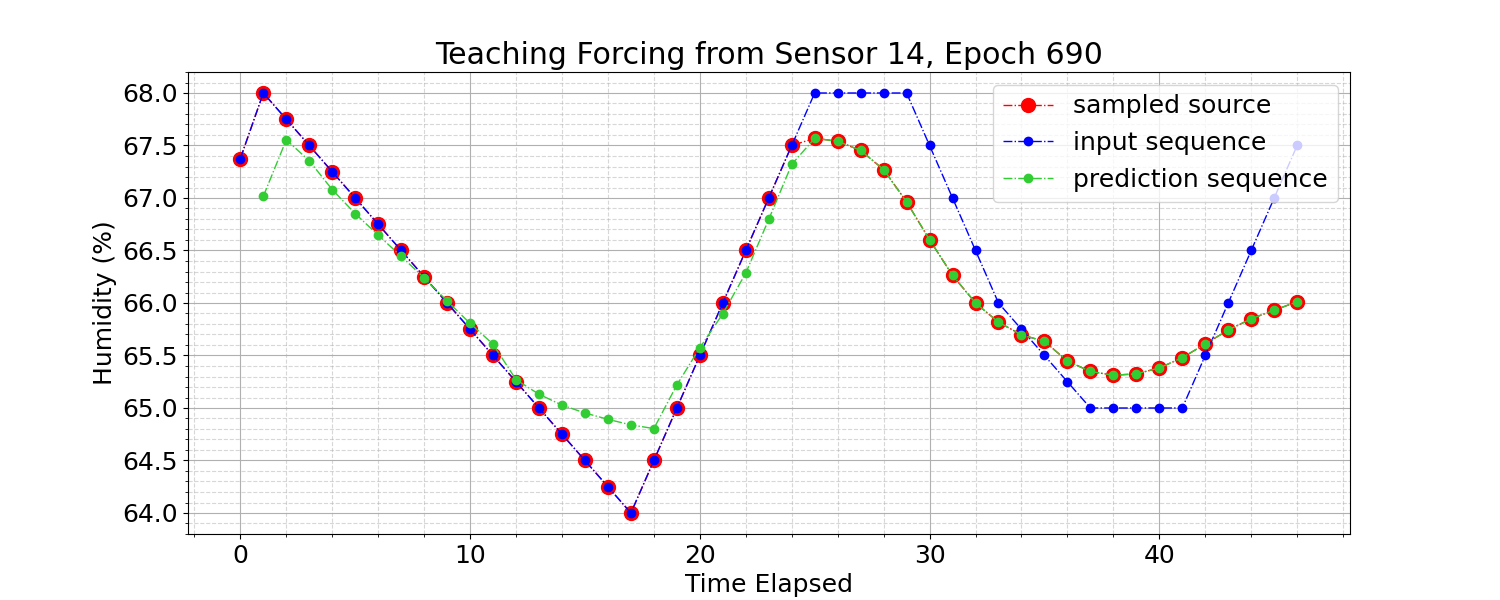 Teaching Forcing from Sensor 14, Epoch 690
Humidity (%)
68.0
67.5
67.0
66.5
66.0
65.5
65.0
64.5
64.0
sampled source
input sequence
prediction sequence
0 10 20 30 40
Time Elapsed